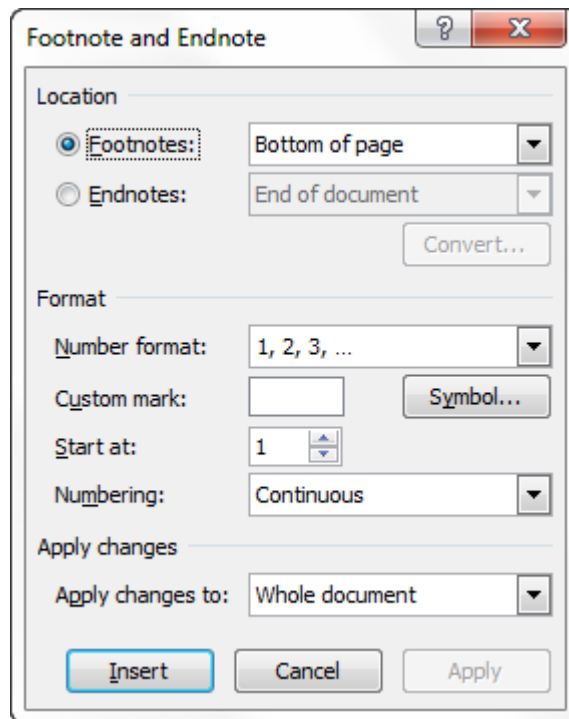 Footnote and Endnote
Location
Footnotes: Bottom of page
Endnotes: End of document
Convert...
Format
Number format: 1, 2, 3, ...
Custom mark: Symbol...
Start at: 1
Numbering: Continuous
Apply changes
Apply changes to: Whole document
Insert Cancel Apply